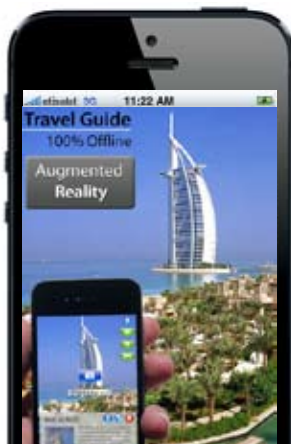 etisalat 3G 11:22 AM
Travel Guide
100% Offline
Augmented
Reality